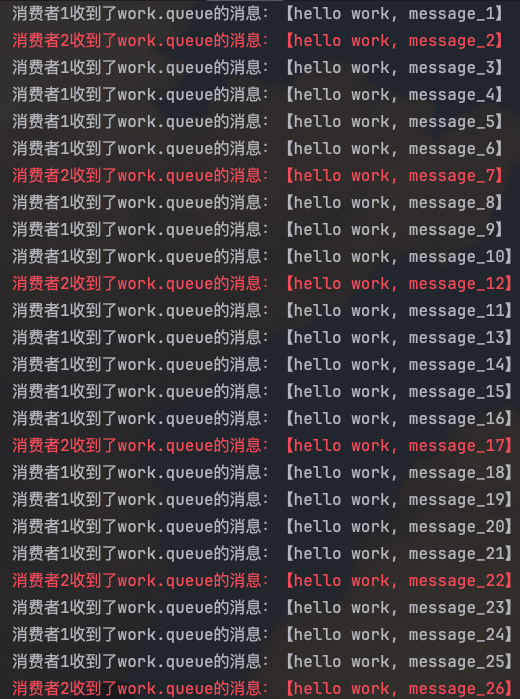 消费者1收到了work.queue的消息：【hello work, message_1】
消费者2收到了work.queue的消息：【hello work, message_2】
消费者1收到了work.queue的消息：【hello work, message_3】
消费者1收到了work.queue的消息：【hello work, message_4】
消费者1收到了work.queue的消息：【hello work, message_5】
消费者1收到了work.queue的消息：【hello work, message_6】
消费者2收到了work.queue的消息：【hello work, message_7】
消费者1收到了work.queue的消息：【hello work, message_8】
消费者1收到了work.queue的消息：【hello work, message_9】
消费者1收到了work.queue的消息：【hello work, message_10】
消费者2收到了work.queue的消息：【hello work, message_12】
消费者1收到了work.queue的消息：【hello work, message_11】
消费者1收到了work.queue的消息：【hello work, message_13】
消费者1收到了work.queue的消息：【hello work, message_14】
消费者1收到了work.queue的消息：【hello work, message_15】
消费者1收到了work.queue的消息：【hello work, message_16】
消费者2收到了work.queue的消息：【hello work, message_17】
消费者1收到了work.queue的消息：【hello work, message_18】
消费者1收到了work.queue的消息：【hello work, message_19】
消费者1收到了work.queue的消息：【hello work, message_20】
消费者1收到了work.queue的消息：【hello work, message_21】
消费者2收到了work.queue的消息：【hello work, message_22】
消费者1收到了work.queue的消息：【hello work, message_23】
消费者1收到了work.queue的消息：【hello work, message_24】
消费者1收到了work.queue的消息：【hello work, message_25】
消费者2收到了work.queue的消息：【hello work, message_26】